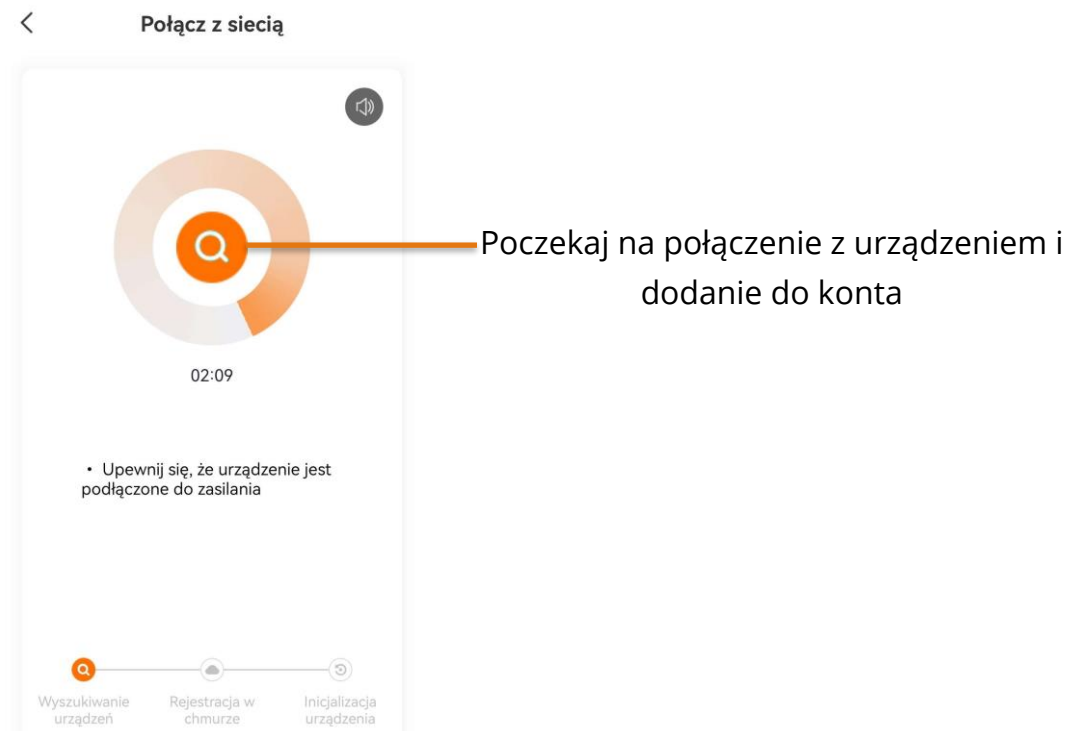 Połącz z siecią
Poczekaj na połączenie z urządzeniem i
dodanie do konta
02:09
• Upewnij się, że urządzenie jest
podłączone do zasilania
Wyszukiwanie
urządzeń
Rejestracja w
chmurze
Inicjalizacja
urządzenia